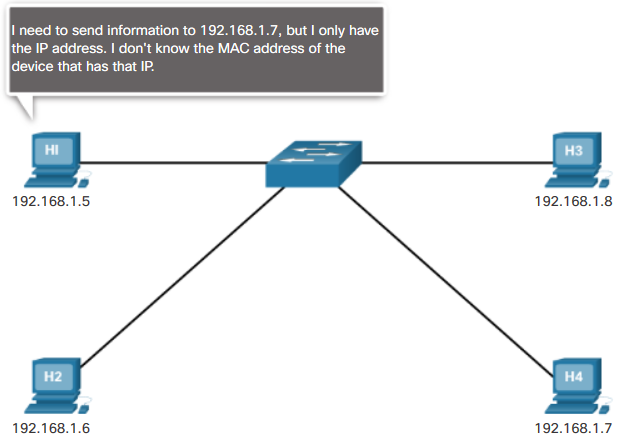 I need to send information to 192.168.1.7, but I only have
the IP address. I don't know the MAC address of the
device that has that IP.
H1
H3
192.168.1.5
192.168.1.8
H2
H4
192.168.1.6
192.168.1.7